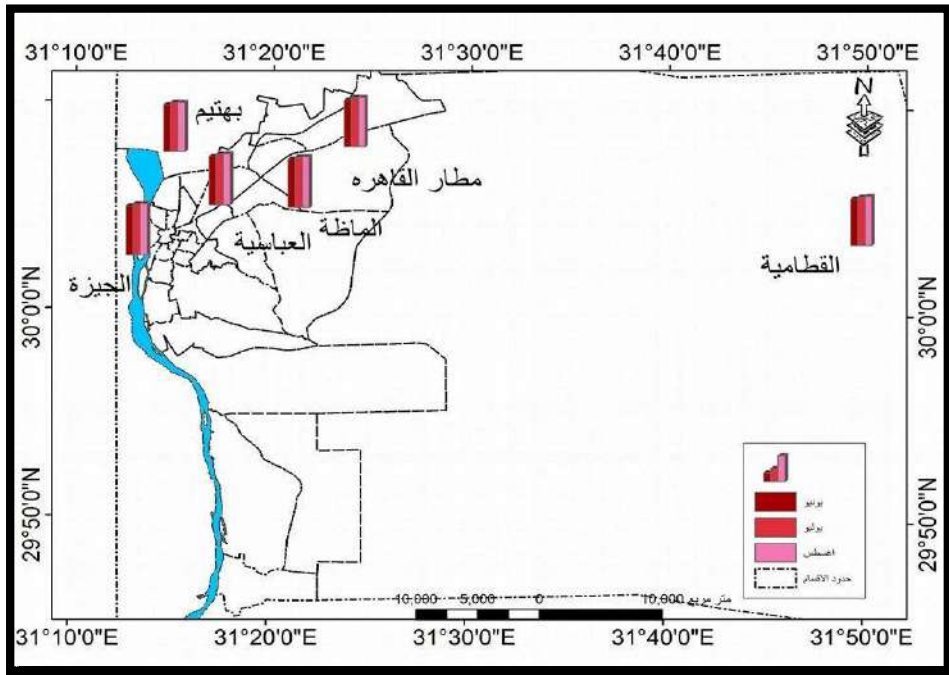 31°10'0"E 31°20'0"E 31°30'0"E 31°40'0"E 31°50'0"E
N
بهتيم
مطار القاهره
الماظة
العباسية
القطامية
الجيزة
30°0'0"N
30°0'0"N
29°50'0"N
29°50'0"N
يونيو
يوليو
اغسطس
حدود الاقسام
10,000 5,000 0 10,000 متر مربع
31°10'0"E 31°20'0"E 31°30'0"E 31°40'0"E 31°50'0"E